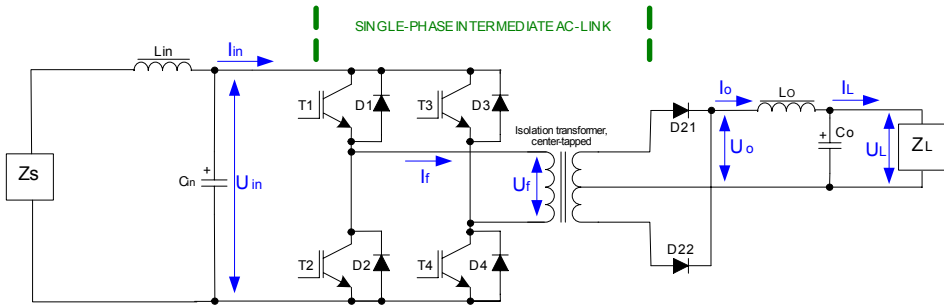 SINGLE-PHASE INTERMEDIATE AC-LINK
Lin
Iin
Io
LO
IL
T1
D1
T3
D3
D21
Isolation transformer,
center-tapped
Zs
Cin
Uin
If
Uf
Uo
Co
UL
ZL
T2
D2
T4
D4
D22